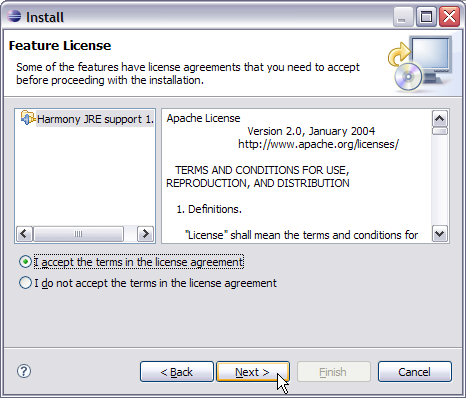 Install
Feature License
Some of the features have license agreements that you need to accept
before proceeding with the installation.
Harmony JRE support 1.
Apache License
Version 2.0, January 2004
http://www.apache.org/licenses/
TERMS AND CONDITIONS FOR USE,
REPRODUCTION, AND DISTRIBUTION
1. Definitions.
"License" shall mean the terms and conditions for
I accept the terms in the license agreement
I do not accept the terms in the license agreement
? < Back Next > Finish Cancel